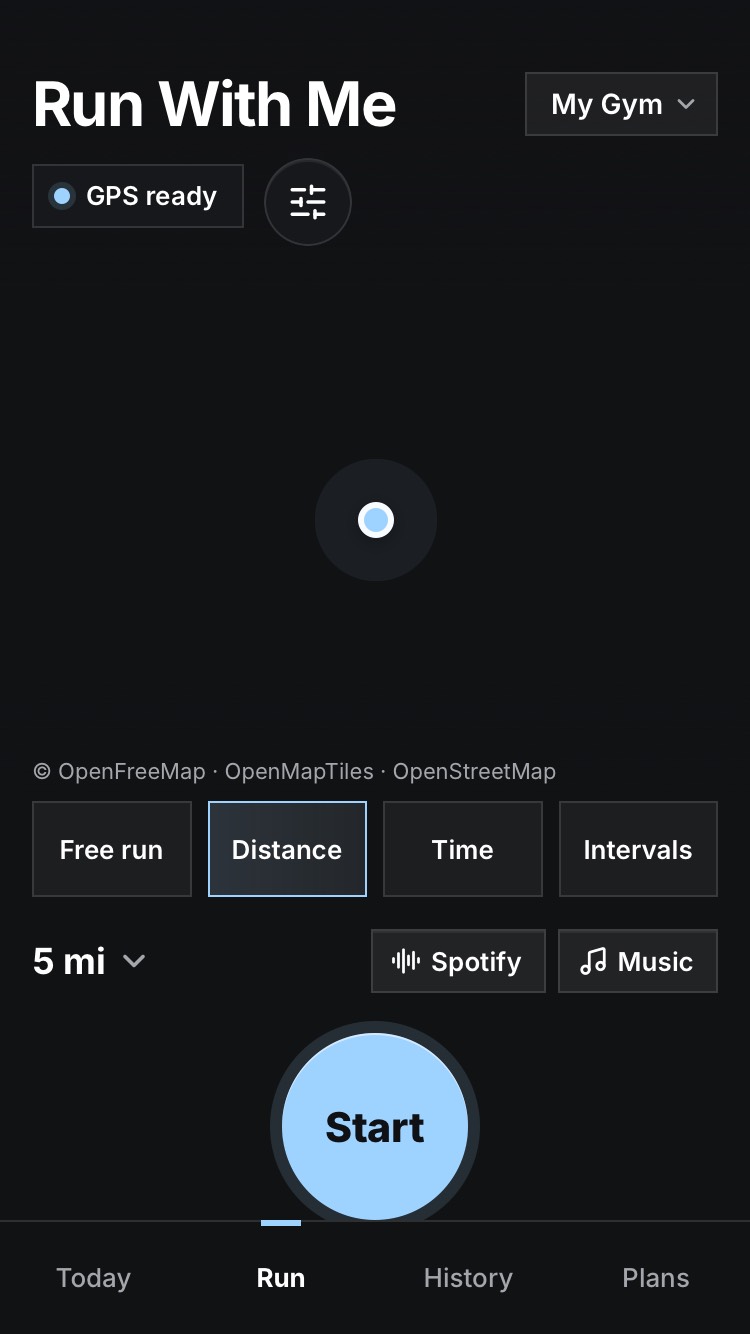 Run With Me
My Gym
GPS ready
© OpenFreeMap · OpenMapTiles · OpenStreetMap
Free run
Distance
Time
Intervals
5 mi
Spotify
Music
Start
Today
Run
History
Plans